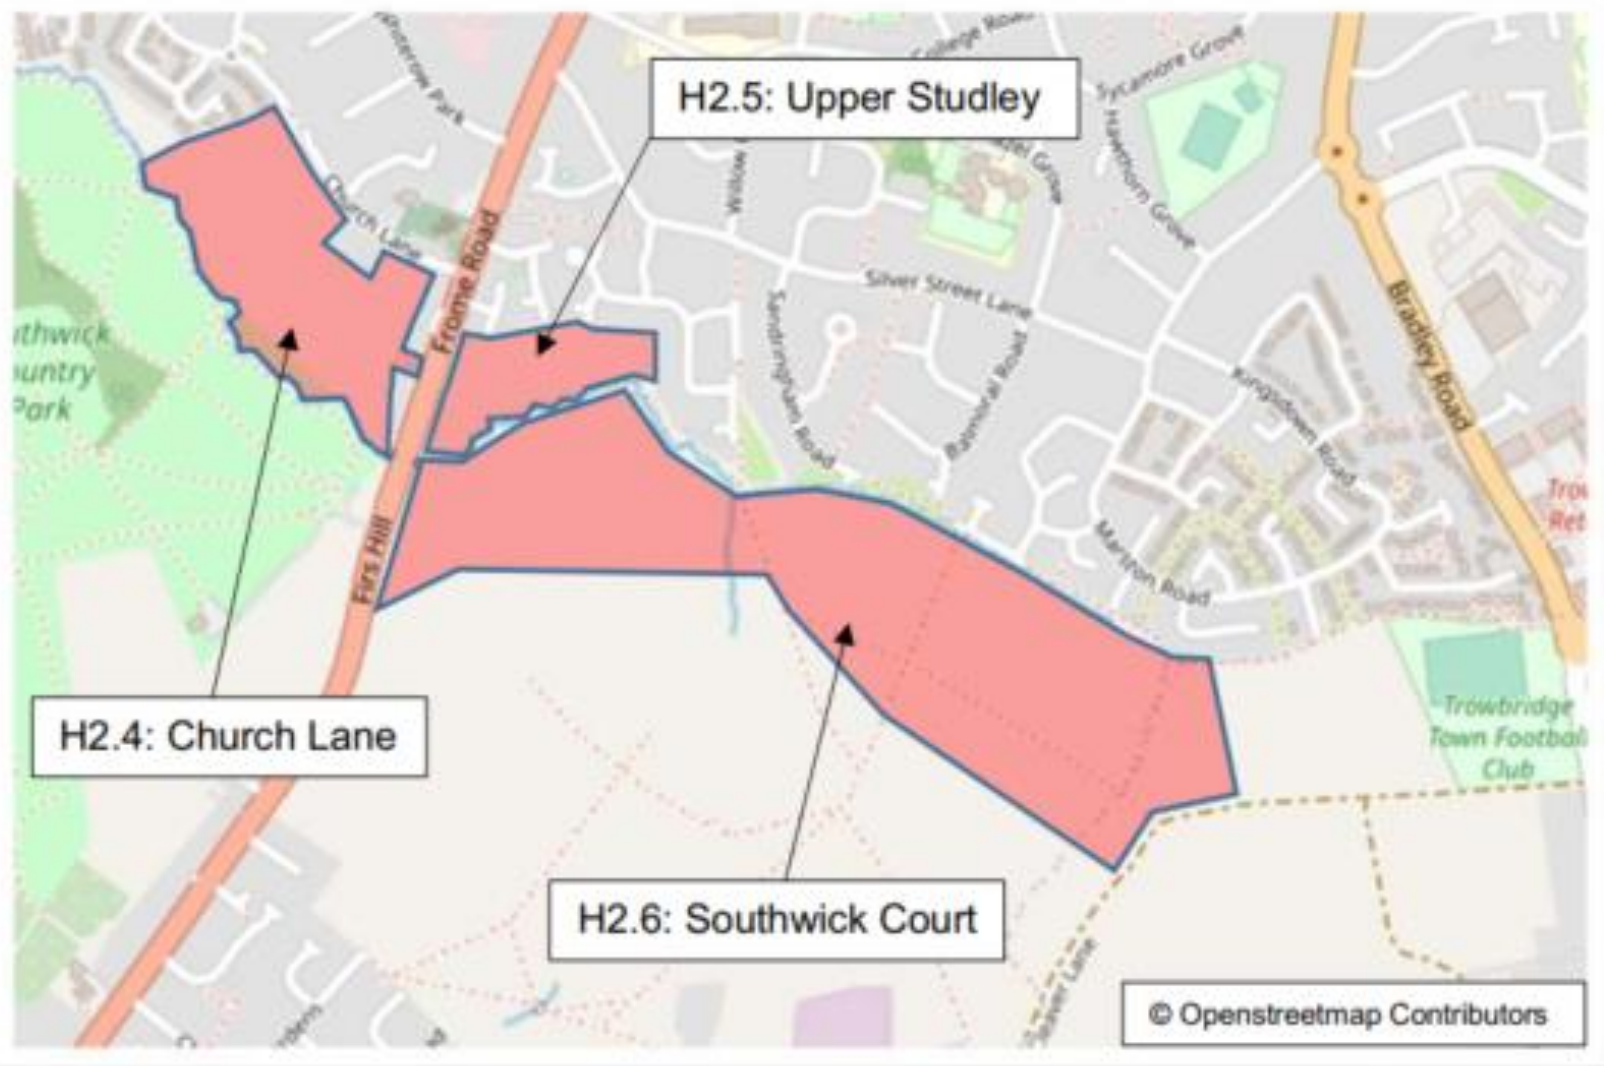 College Road
Sycamore Grove
H2.5: Upper Studley
Hawthorn Grove
Willow
Church Lane
Frome Road
Silver Street Lane
Sandringham Road
Balmoral Road
Bradley Road
Kingsdown Road
Park
Marston Road
Firs Hill
H2.4: Church Lane
Trowbridge
Town Football
Club
H2.6: Southwick Court
© Openstreetmap Contributors